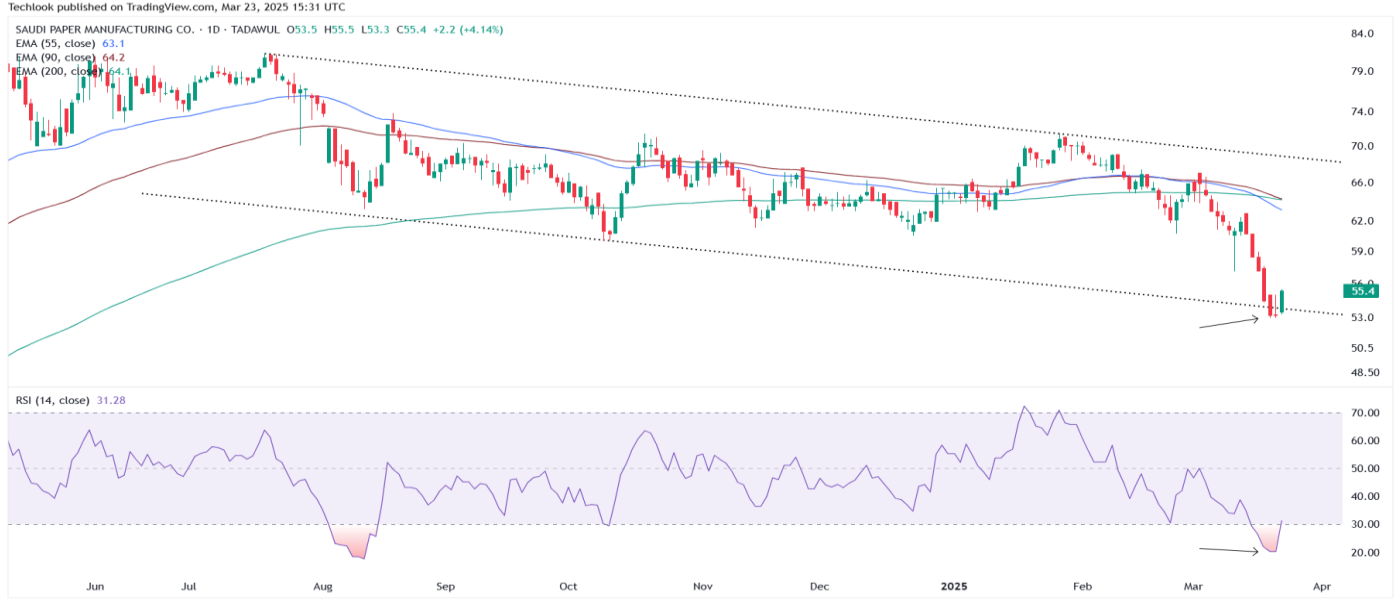 Techlook published on TradingView.com, Mar 23, 2025 15:31 UTC
SAUDI PAPER MANUFACTURING CO. · 1D · TADAWUL O53.5 H55.5 L53.3 C55.4 +2.2 (+4.14%)
EMA (55, close) 63.1
EMA (90, close) 64.2
EMA (200, close) 64.1
84.0
79.0
74.0
70.0
66.0
62.0
59.0
56.0
55.4
53.0
50.5
48.50
RSI (14, close) 31.28
70.00
60.00
50.00
40.00
30.00
20.00
Jun Jul Aug Sep Oct Nov Dec 2025 Feb Mar Apr